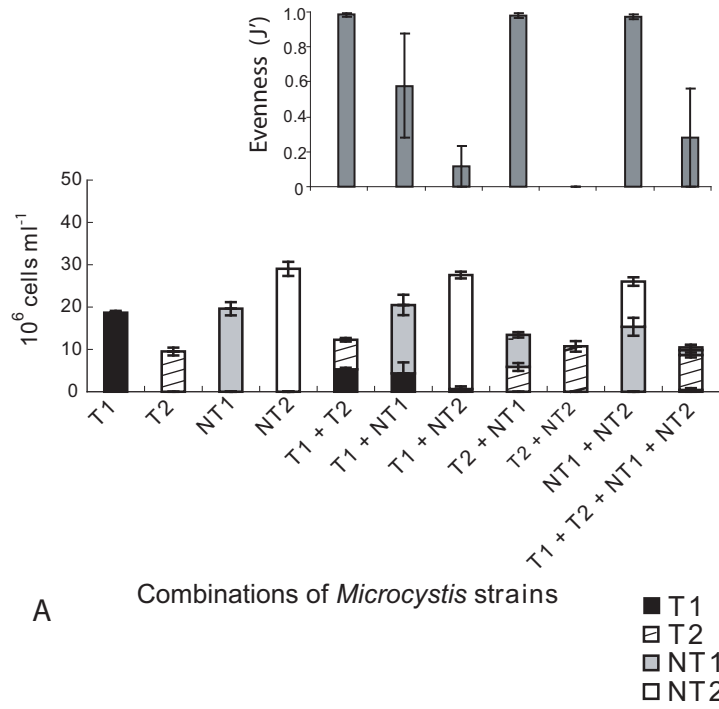 Evenness (J')
1.0
0.8
0.6
0.4
0.2
0
10⁶ cells ml⁻¹
50
40
30
20
10
0
T1
T2
NT1
NT2
T1 + T2
T1 + NT1
T1 + NT2
T2 + NT1
T2 + NT2
NT1 + NT2
T1 + T2 + NT1 + NT2
A
Combinations of Microcystis strains
T1
T2
NT1
NT2